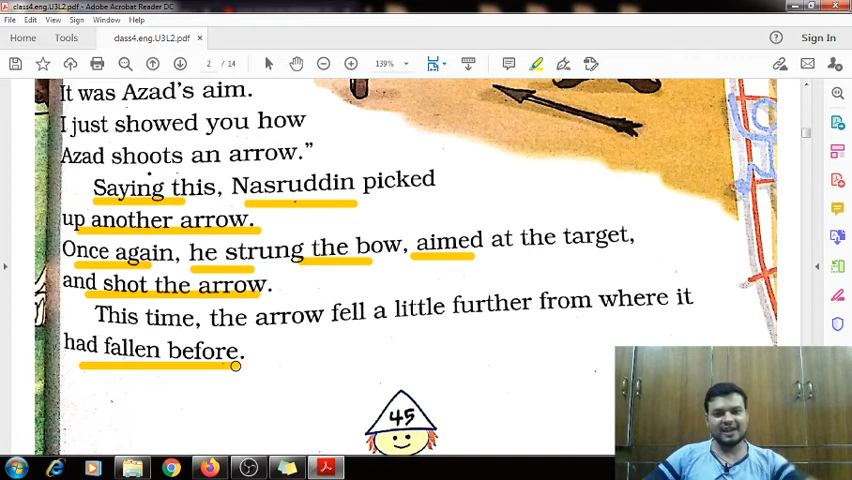 class4.eng.U3L2.pdf - Adobe Acrobat Reader DC
File Edit View Sign Window Help
Home Tools class4.eng.U3L2.pdf × Sign In
2 / 14 139%
It was Azad's aim.
I just showed you how
Azad shoots an arrow."
Saying this, Nasruddin picked
up another arrow.
Once again, he strung the bow, aimed at the target,
and shot the arrow.
This time, the arrow fell a little further from where it
had fallen before.
45